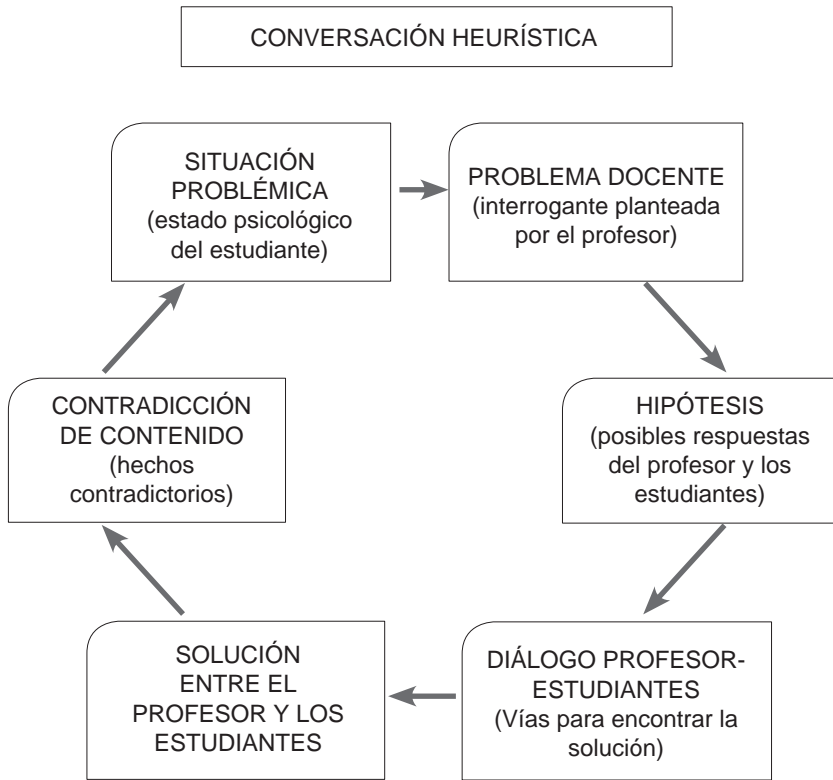 CONVERSACIÓN HEURÍSTICA
SITUACIÓN
PROBLÉMICA
(estado psicológico
del estudiante)
PROBLEMA DOCENTE
(interrogante planteada
por el profesor)
HIPÓTESIS
(posibles respuestas
del profesor y los
estudiantes)
DIÁLOGO PROFESOR-
ESTUDIANTES
(Vías para encontrar la
solución)
SOLUCIÓN
ENTRE EL
PROFESOR Y LOS
ESTUDIANTES
CONTRADICCIÓN
DE CONTENIDO
(hechos
contradictorios)